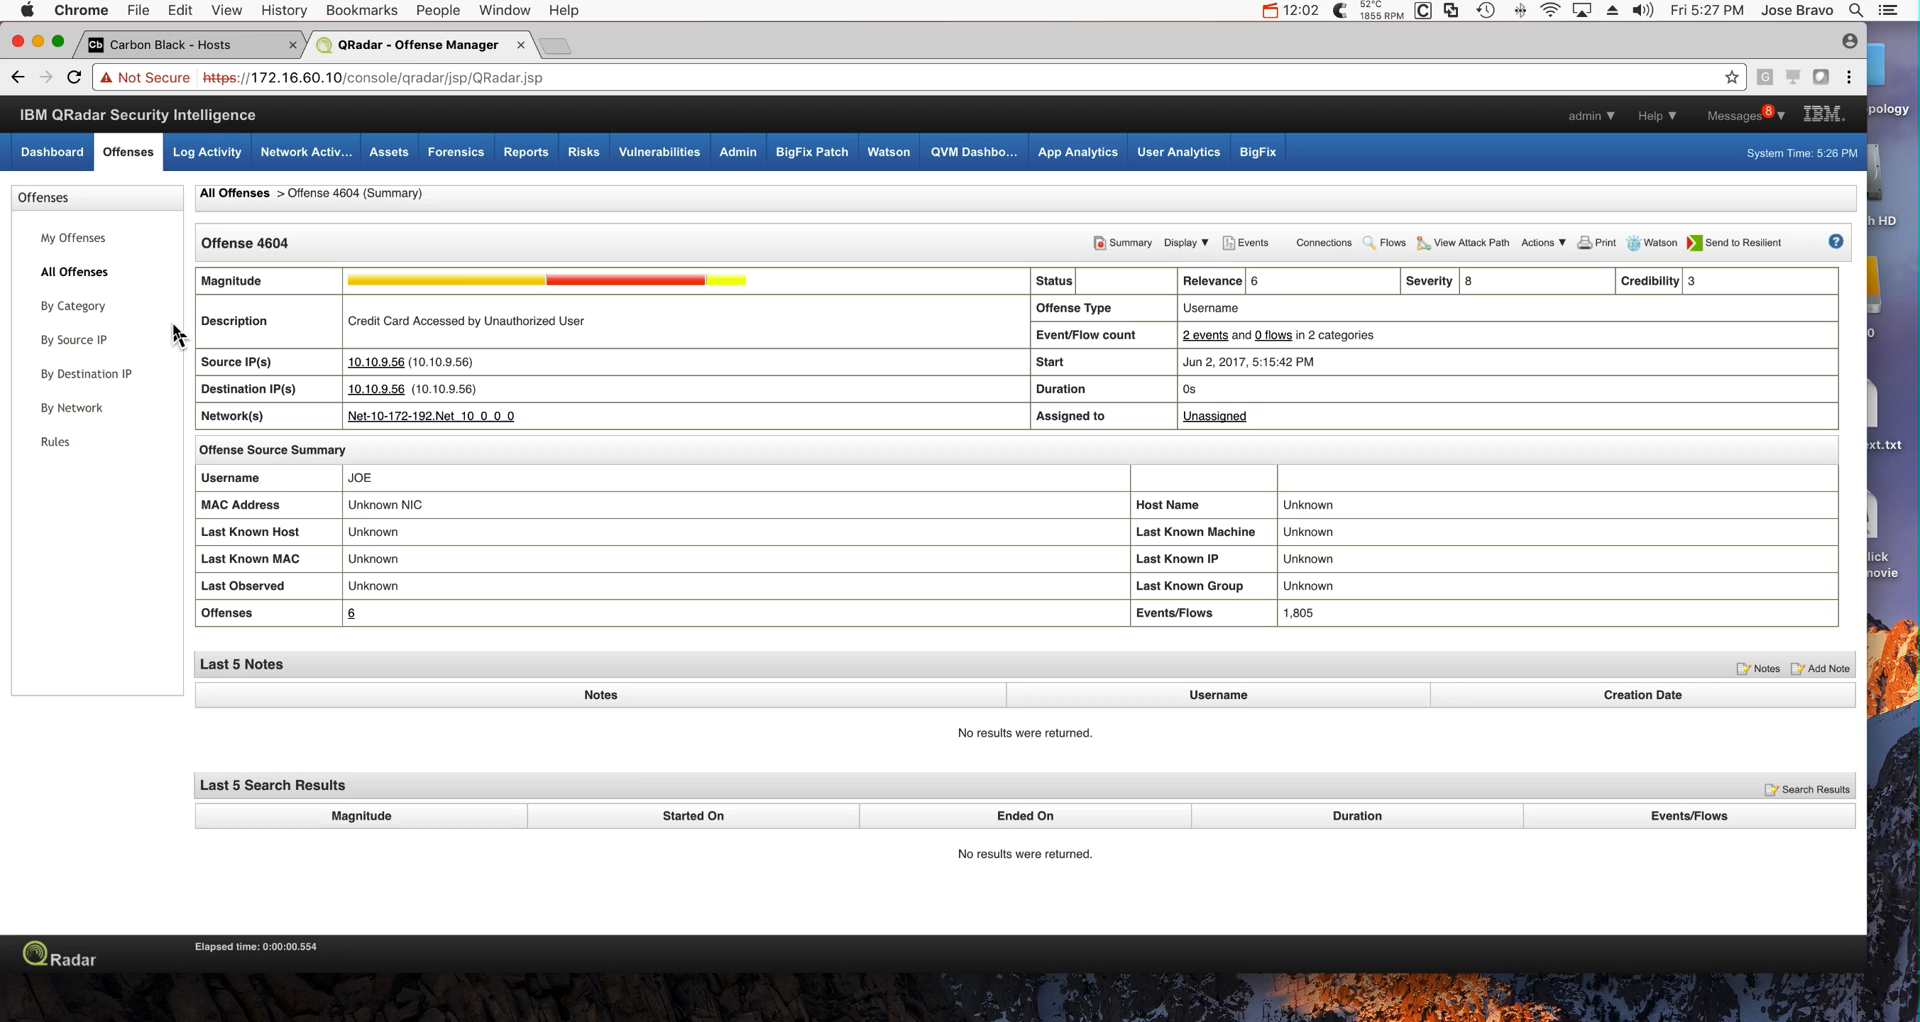 Chrome File Edit View History Bookmarks People Window Help 12:02 52°C 1855 RPM Fri 5:27 PM Jose Bravo
Cb Carbon Black - Hosts × QRadar - Offense Manager ×
Not Secure https://172.16.60.10/console/qradar/jsp/QRadar.jsp
IBM QRadar Security Intelligence admin ▼ Help ▼ Messages 8 ▼ IBM.
Dashboard Offenses Log Activity Network Activ... Assets Forensics Reports Risks Vulnerabilities Admin BigFix Patch Watson QVM Dashbo... App Analytics User Analytics BigFix System Time: 5:26 PM
Offenses
My Offenses
All Offenses
By Category
By Source IP
By Destination IP
By Network
Rules
All Offenses > Offense 4604 (Summary)
Offense 4604 Summary Display ▼ Events Connections Flows View Attack Path Actions ▼ Print Watson Send to Resilient ?
Magnitude Status Relevance 6 Severity 8 Credibility 3
Description Credit Card Accessed by Unauthorized User
Offense Type Username
Event/Flow count 2 events and 0 flows in 2 categories
Source IP(s) 10.10.9.56 (10.10.9.56) Start Jun 2, 2017, 5:15:42 PM
Destination IP(s) 10.10.9.56 (10.10.9.56) Duration 0s
Network(s) Net-10-172-192.Net_10_0_0_0 Assigned to Unassigned
Offense Source Summary
Username JOE
MAC Address Unknown NIC Host Name Unknown
Last Known Host Unknown Last Known Machine Unknown
Last Known MAC Unknown Last Known IP Unknown
Last Observed Unknown Last Known Group Unknown
Offenses 6 Events/Flows 1,805
Last 5 Notes Notes Add Note
Notes Username Creation Date
No results were returned.
Last 5 Search Results Search Results
Magnitude Started On Ended On Duration Events/Flows
No results were returned.
QRadar Elapsed time: 0:00:00.554
pology
h HD
0
ext.txt
lick
movie